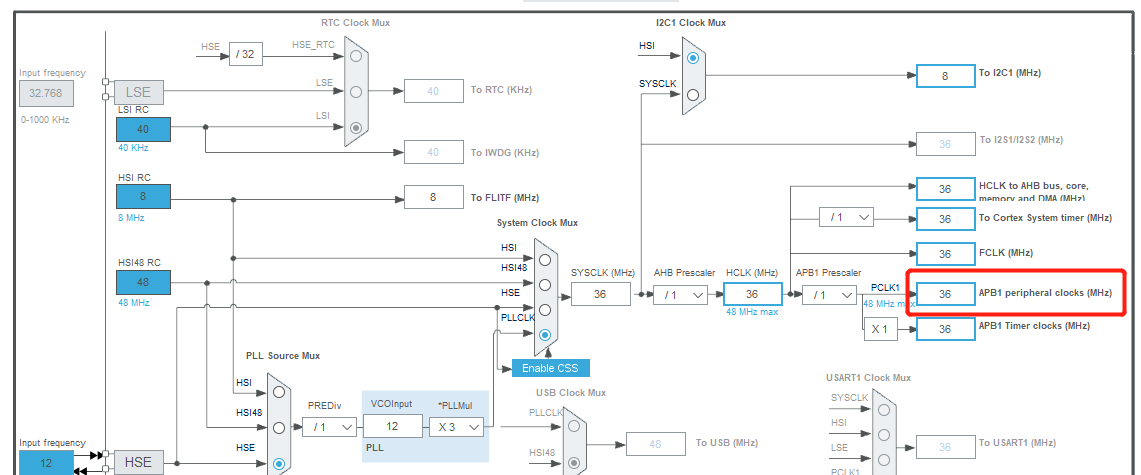 RTC Clock Mux
I2C1 Clock Mux
HSE
/ 32
HSE_RTC
HSI
Input frequency
32.768
0-1000 KHz
LSE
LSE
40
To RTC (KHz)
SYSCLK
8
To I2C1 (MHz)
LSI RC
40
40 KHz
LSI
40
To IWDG (KHz)
36
To I2S1/I2S2 (MHz)
HSI RC
8
8 MHz
8
To FLITF (MHz)
36
HCLK to AHB bus, core,
memory and DMA (MHz)
/ 1
36
To Cortex System timer (MHz)
System Clock Mux
HSI
HSI48
HSE
PLLCLK
36
FCLK (MHz)
HSI48 RC
48
48 MHz
SYSCLK (MHz)
36
AHB Prescaler
/ 1
HCLK (MHz)
36
48 MHz max
APB1 Prescaler
/ 1
PCLK1
48 MHz max
36
APB1 peripheral clocks (MHz)
X 1
36
APB1 Timer clocks (MHz)
Enable CSS
PLL Source Mux
HSI
HSI48
HSE
PREDiv
/ 1
VCOInput
12
*PLLMul
X 3
PLL
USB Clock Mux
PLLCLK
HSI48
48
To USB (MHz)
USART1 Clock Mux
SYSCLK
HSI
LSE
PCLK1
36
To USART1 (MHz)
Input frequency
12
HSE